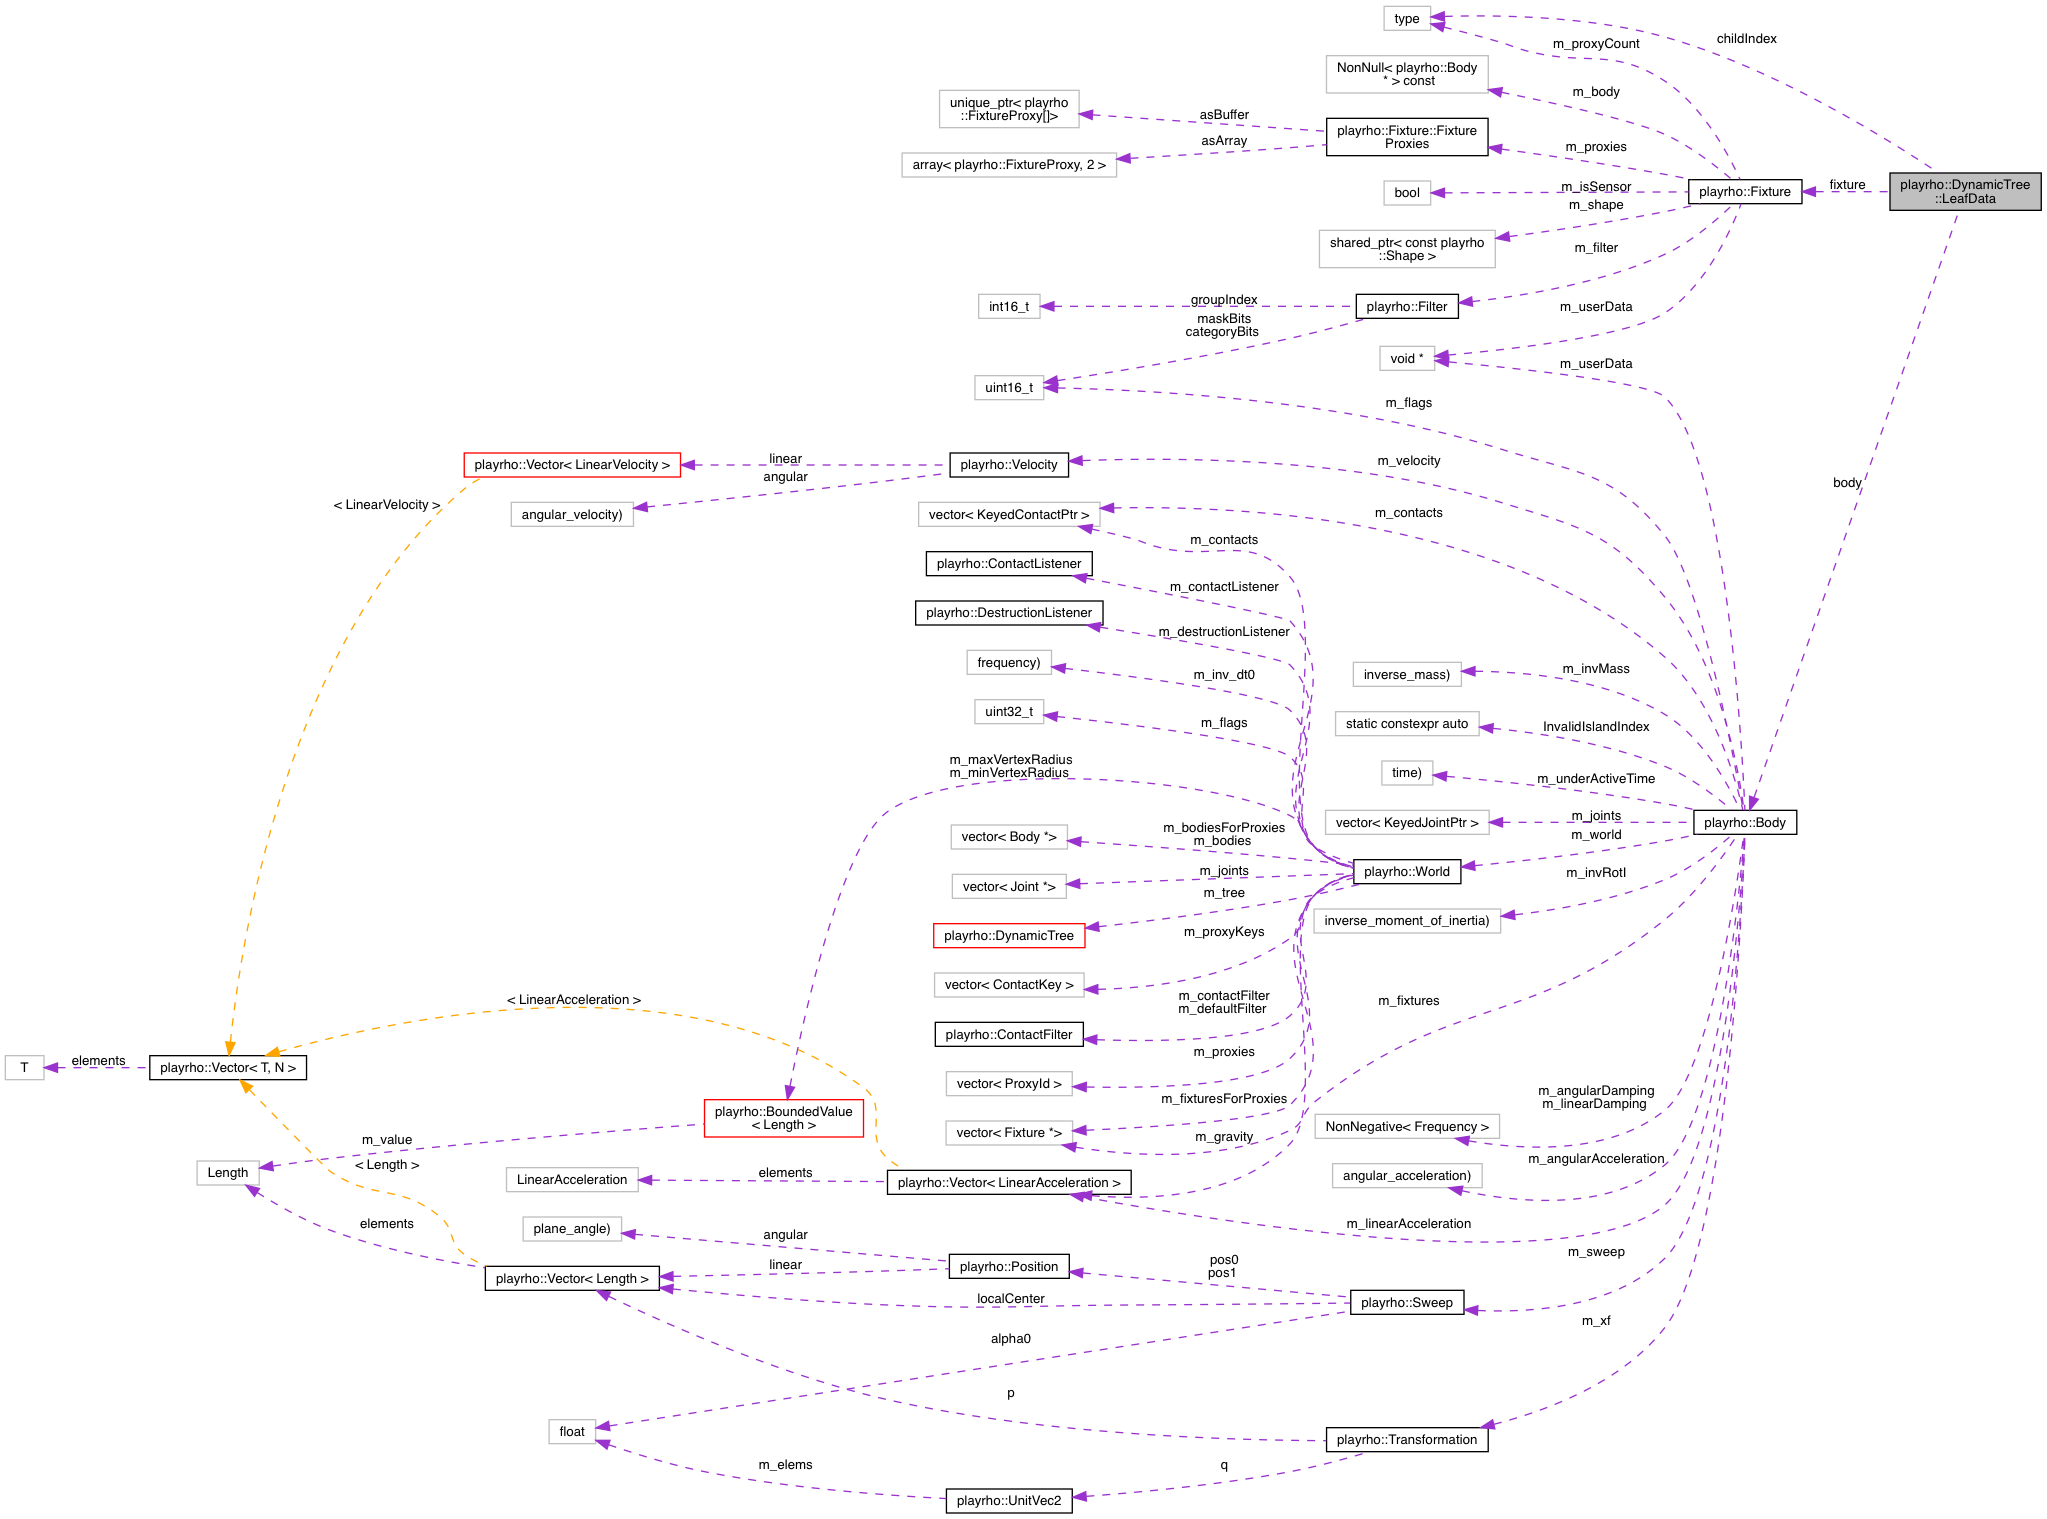 type
childIndex
m_proxyCount
NonNull< playrho::Body
* > const
m_body
unique_ptr< playrho
::FixtureProxy[]>
asBuffer
playrho::Fixture::Fixture
Proxies
asArray
m_proxies
array< playrho::FixtureProxy, 2 >
bool
m_isSensor
playrho::Fixture
fixture
playrho::DynamicTree
::LeafData
m_shape
shared_ptr< const playrho
::Shape >
m_filter
int16_t
groupIndex
playrho::Filter
m_userData
maskBits
categoryBits
void *
m_userData
uint16_t
m_flags
playrho::Vector< LinearVelocity >
linear
playrho::Velocity
m_velocity
angular
body
< LinearVelocity >
angular_velocity)
vector< KeyedContactPtr >
m_contacts
m_contacts
playrho::ContactListener
m_contactListener
playrho::DestructionListener
m_destructionListener
frequency)
m_inv_dt0
inverse_mass)
m_invMass
uint32_t
m_flags
static constexpr auto
InvalidIslandIndex
m_maxVertexRadius
m_minVertexRadius
time)
m_underActiveTime
vector< Body *>
m_bodiesForProxies
m_bodies
vector< KeyedJointPtr >
m_joints
playrho::Body
m_world
vector< Joint *>
m_joints
playrho::World
m_invRotI
m_tree
playrho::DynamicTree
m_proxyKeys
inverse_moment_of_inertia)
vector< ContactKey >
< LinearAcceleration >
m_contactFilter
m_defaultFilter
m_fixtures
playrho::ContactFilter
T
elements
playrho::Vector< T, N >
m_proxies
vector< ProxyId >
m_angularDamping
m_linearDamping
playrho::BoundedValue
< Length >
m_fixturesForProxies
vector< Fixture *>
m_gravity
NonNegative< Frequency >
m_value
< Length >
Length
m_angularAcceleration
LinearAcceleration
elements
playrho::Vector< LinearAcceleration >
angular_acceleration)
elements
plane_angle)
angular
m_linearAcceleration
playrho::Vector< Length >
linear
playrho::Position
pos0
pos1
m_sweep
localCenter
playrho::Sweep
alpha0
m_xf
p
float
playrho::Transformation
m_elems
q
playrho::UnitVec2